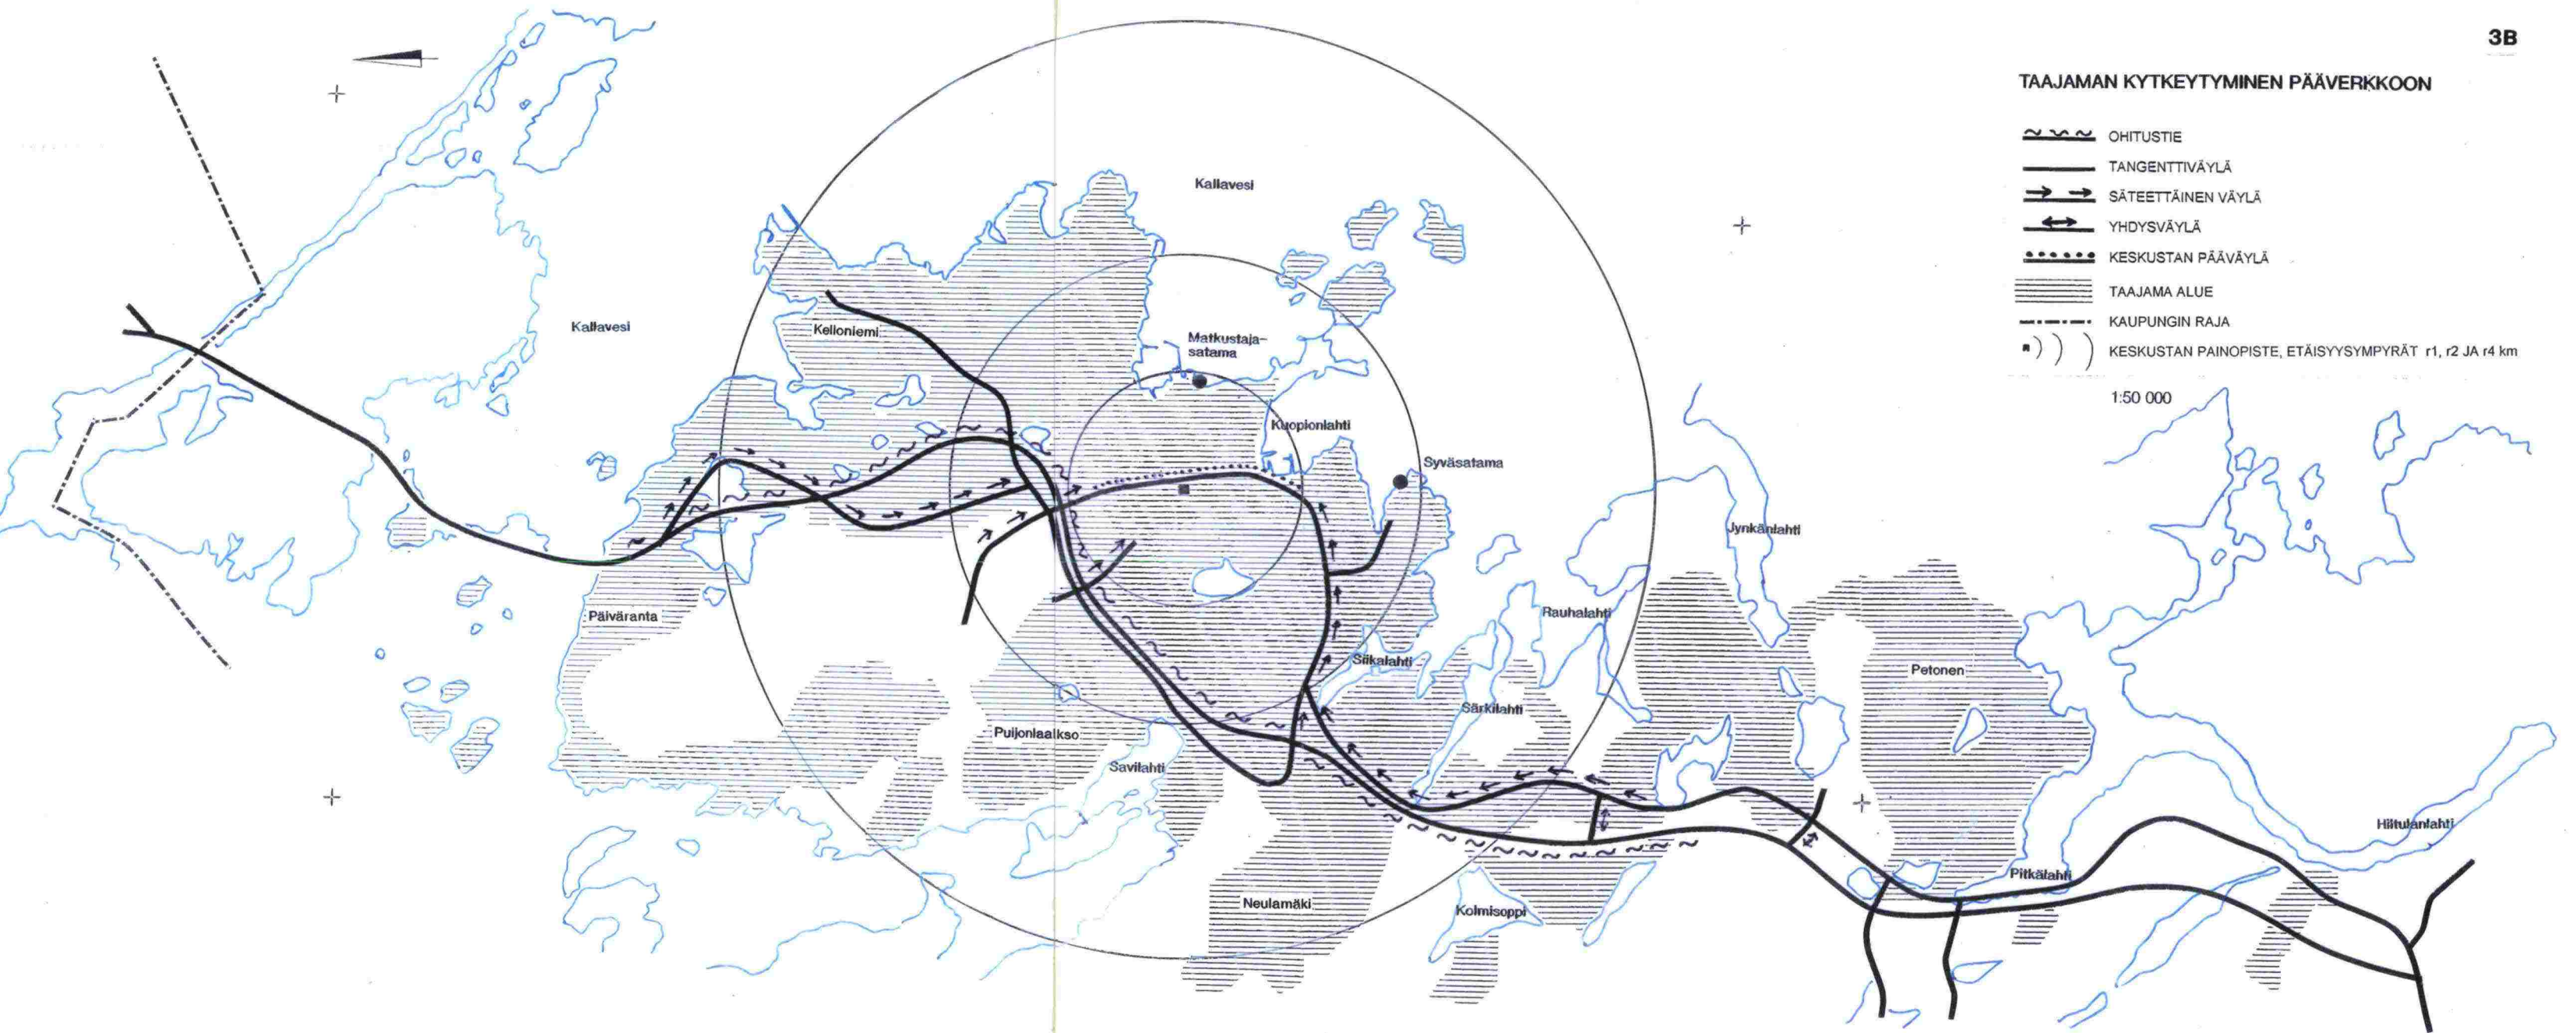 3B
TAAJAMAN KYTKEYTYMINEN PÄÄVERKKOON
OHITUSTIE
TANGENTTIVÄYLÄ
SÄTEETTÄINEN VÄYLÄ
YHDYSVÄYLÄ
KESKUSTAN PÄÄVÄYLÄ
TAAJAMA ALUE
KAUPUNGIN RAJA
KESKUSTAN PAINOPISTE, ETÄISYYSYMPYRÄT r1, r2 JA r4 km
1:50 000
Kallavesi
Kallavesi
Kelloniemi
Matkustaja-
satama
Kuopionlahti
Syväsatama
Jynkänlahti
Rauhalahti
Päiväranta
Siikalahti
Petonen
Särkilahti
Puijonlaakso
Savilahti
Hiltulanlahti
Pitkälahti
Neulamäki
Kolmisoppi